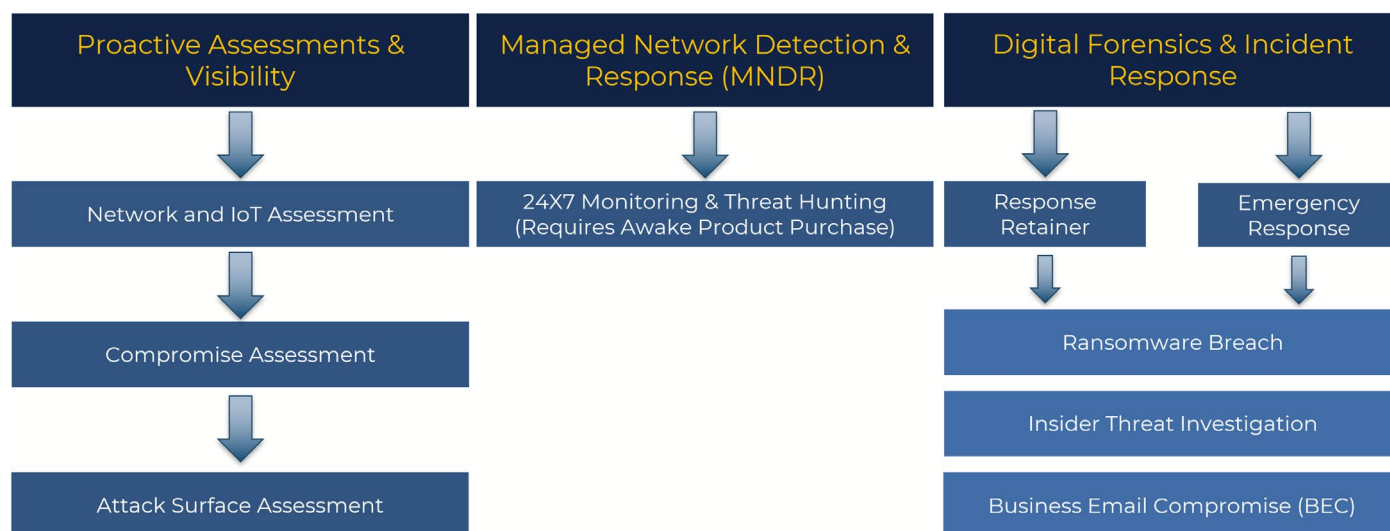 Proactive Assessments &
Visibility
Network and IoT Assessment
Compromise Assessment
Attack Surface Assessment
Managed Network Detection &
Response (MNDR)
24X7 Monitoring & Threat Hunting
(Requires Awake Product Purchase)
Digital Forensics & Incident
Response
Response
Retainer
Emergency
Response
Ransomware Breach
Insider Threat Investigation
Business Email Compromise (BEC)